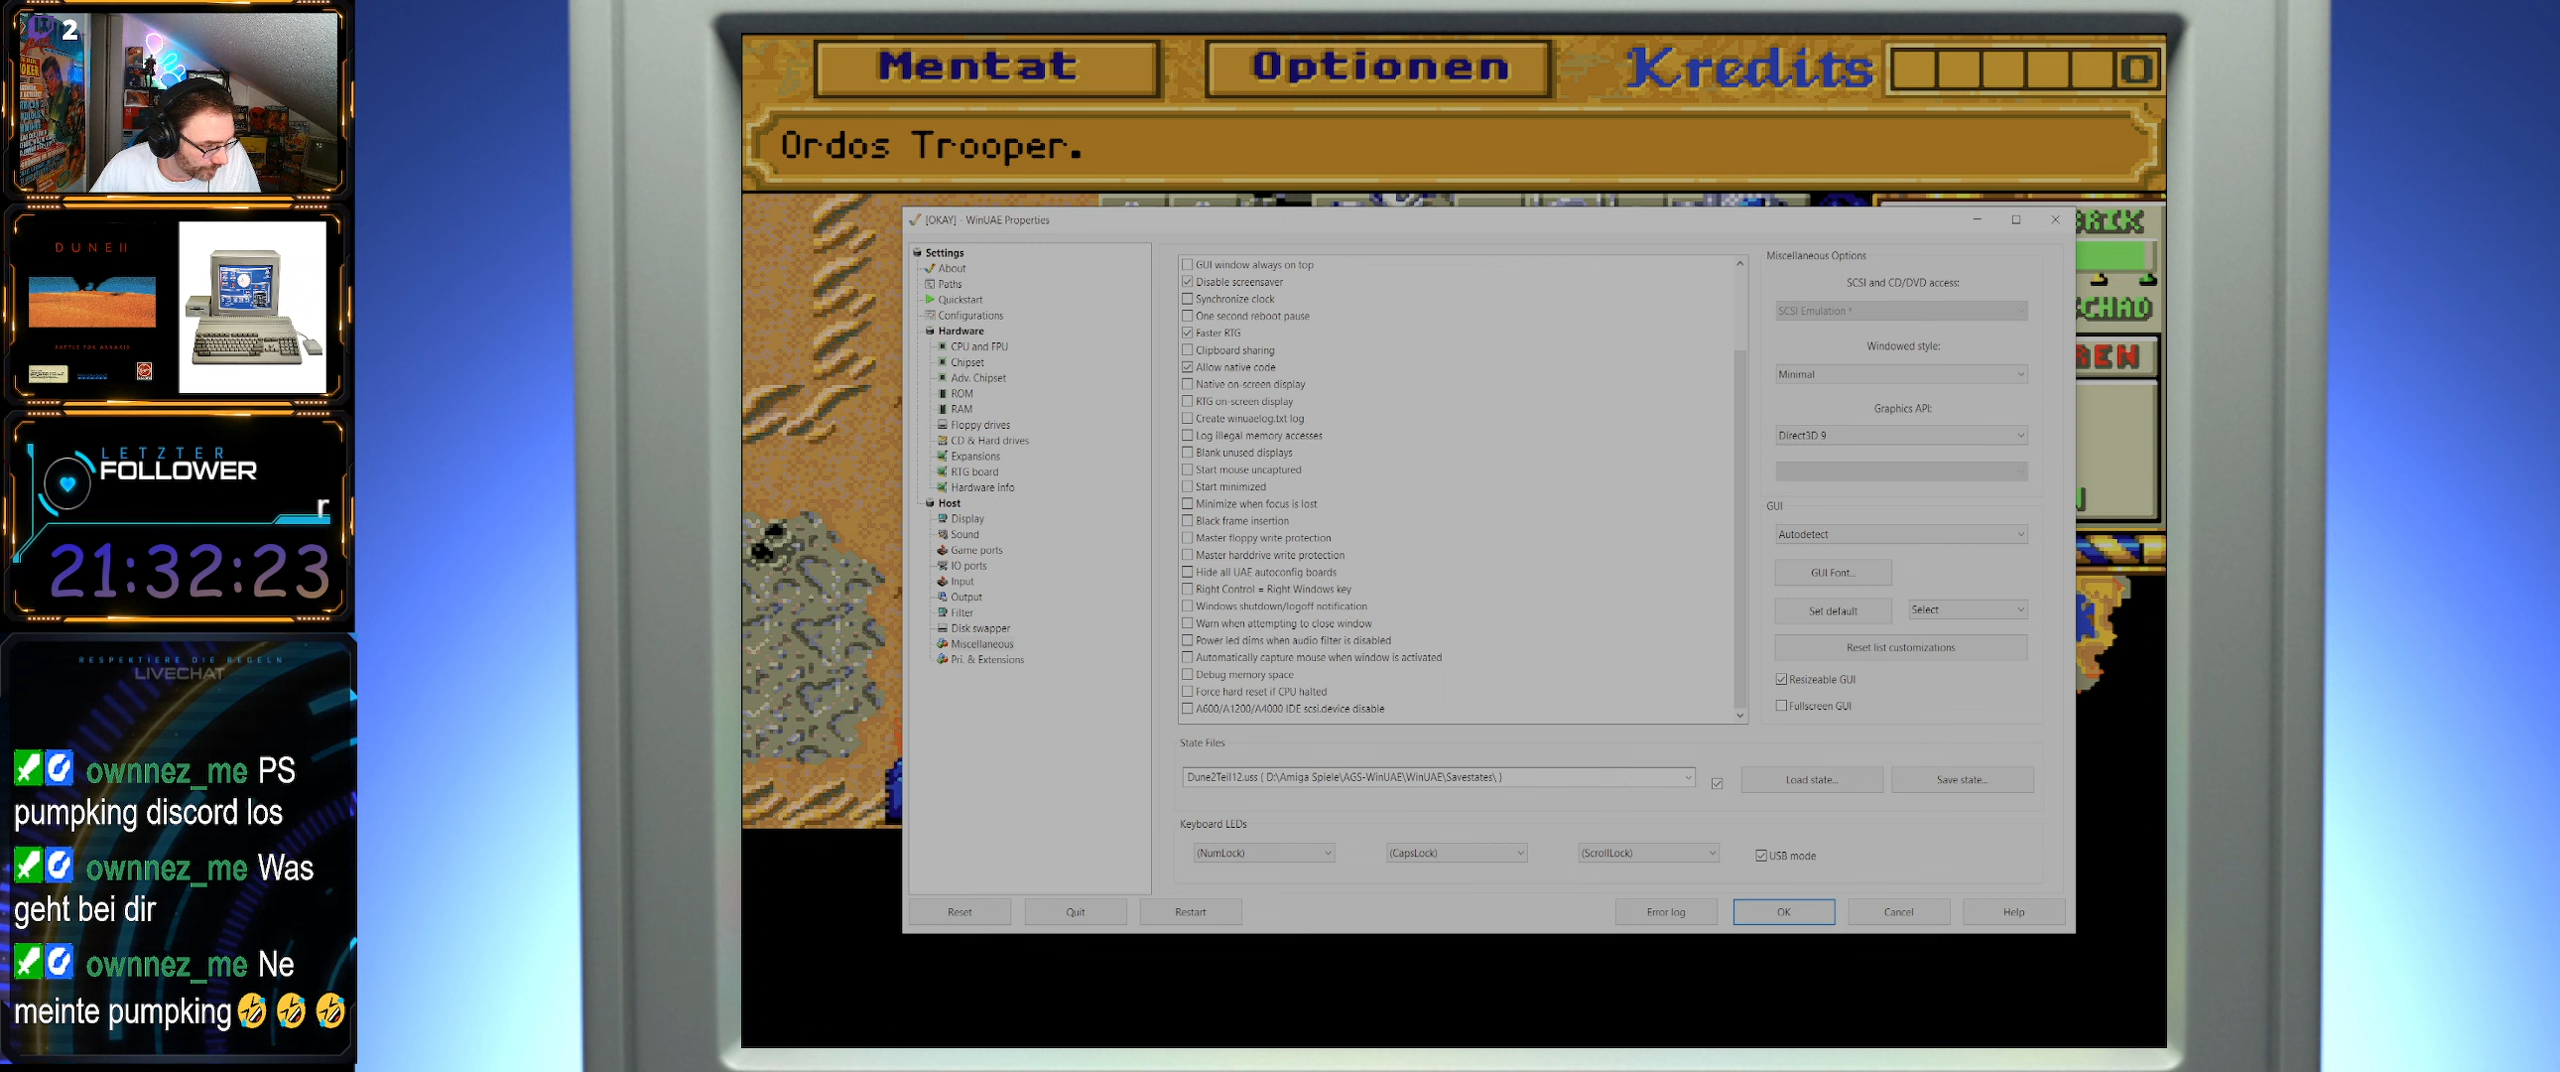 2
DUNE II
BATTLE FOR ARRAKIS
LETZTER
FOLLOWER
r
21:32:23
RESPEKTIERE DIE REGELN
LIVECHAT
ownnez_me PS
pumpking discord los
ownnez_me Was
geht bei dir
ownnez_me Ne
meinte pumpking🤣🤣🤣
Mentat
Optionen
Kredits
0
Ordos Trooper.
[OKAY] - WinUAE Properties
Settings
About
Paths
Quickstart
Configurations
Hardware
CPU and FPU
Chipset
Adv. Chipset
ROM
RAM
Floppy drives
CD & Hard drives
Expansions
RTG board
Hardware info
Host
Display
Sound
Game ports
IO ports
Input
Output
Filter
Disk swapper
Miscellaneous
Pri. & Extensions
GUI window always on top
Disable screensaver
Synchronize clock
One second reboot pause
Faster RTG
Clipboard sharing
Allow native code
Native on-screen display
RTG on-screen display
Create winuaelog.txt log
Log illegal memory accesses
Blank unused displays
Start mouse uncaptured
Start minimized
Minimize when focus is lost
Black frame insertion
Master floppy write protection
Master harddrive write protection
Hide all UAE autoconfig boards
Right Control = Right Windows key
Windows shutdown/logoff notification
Warn when attempting to close window
Power led dims when audio filter is disabled
Automatically capture mouse when window is activated
Debug memory space
Force hard reset if CPU halted
A600/A1200/A4000 IDE scsi.device disable
Miscellaneous Options
SCSI and CD/DVD access:
SCSI Emulation *
Windowed style:
Minimal
Graphics API:
Direct3D 9
GUI
Autodetect
GUI Font...
Set default
Select
Reset list customizations
Resizeable GUI
Fullscreen GUI
State Files
Dune2Teil12.uss ( D:\Amiga Spiele\AGS-WinUAE\WinUAE\Savestates\ )
Load state...
Save state...
Keyboard LEDs
(NumLock)
(CapsLock)
(ScrollLock)
USB mode
Reset
Quit
Restart
Error log
OK
Cancel
Help